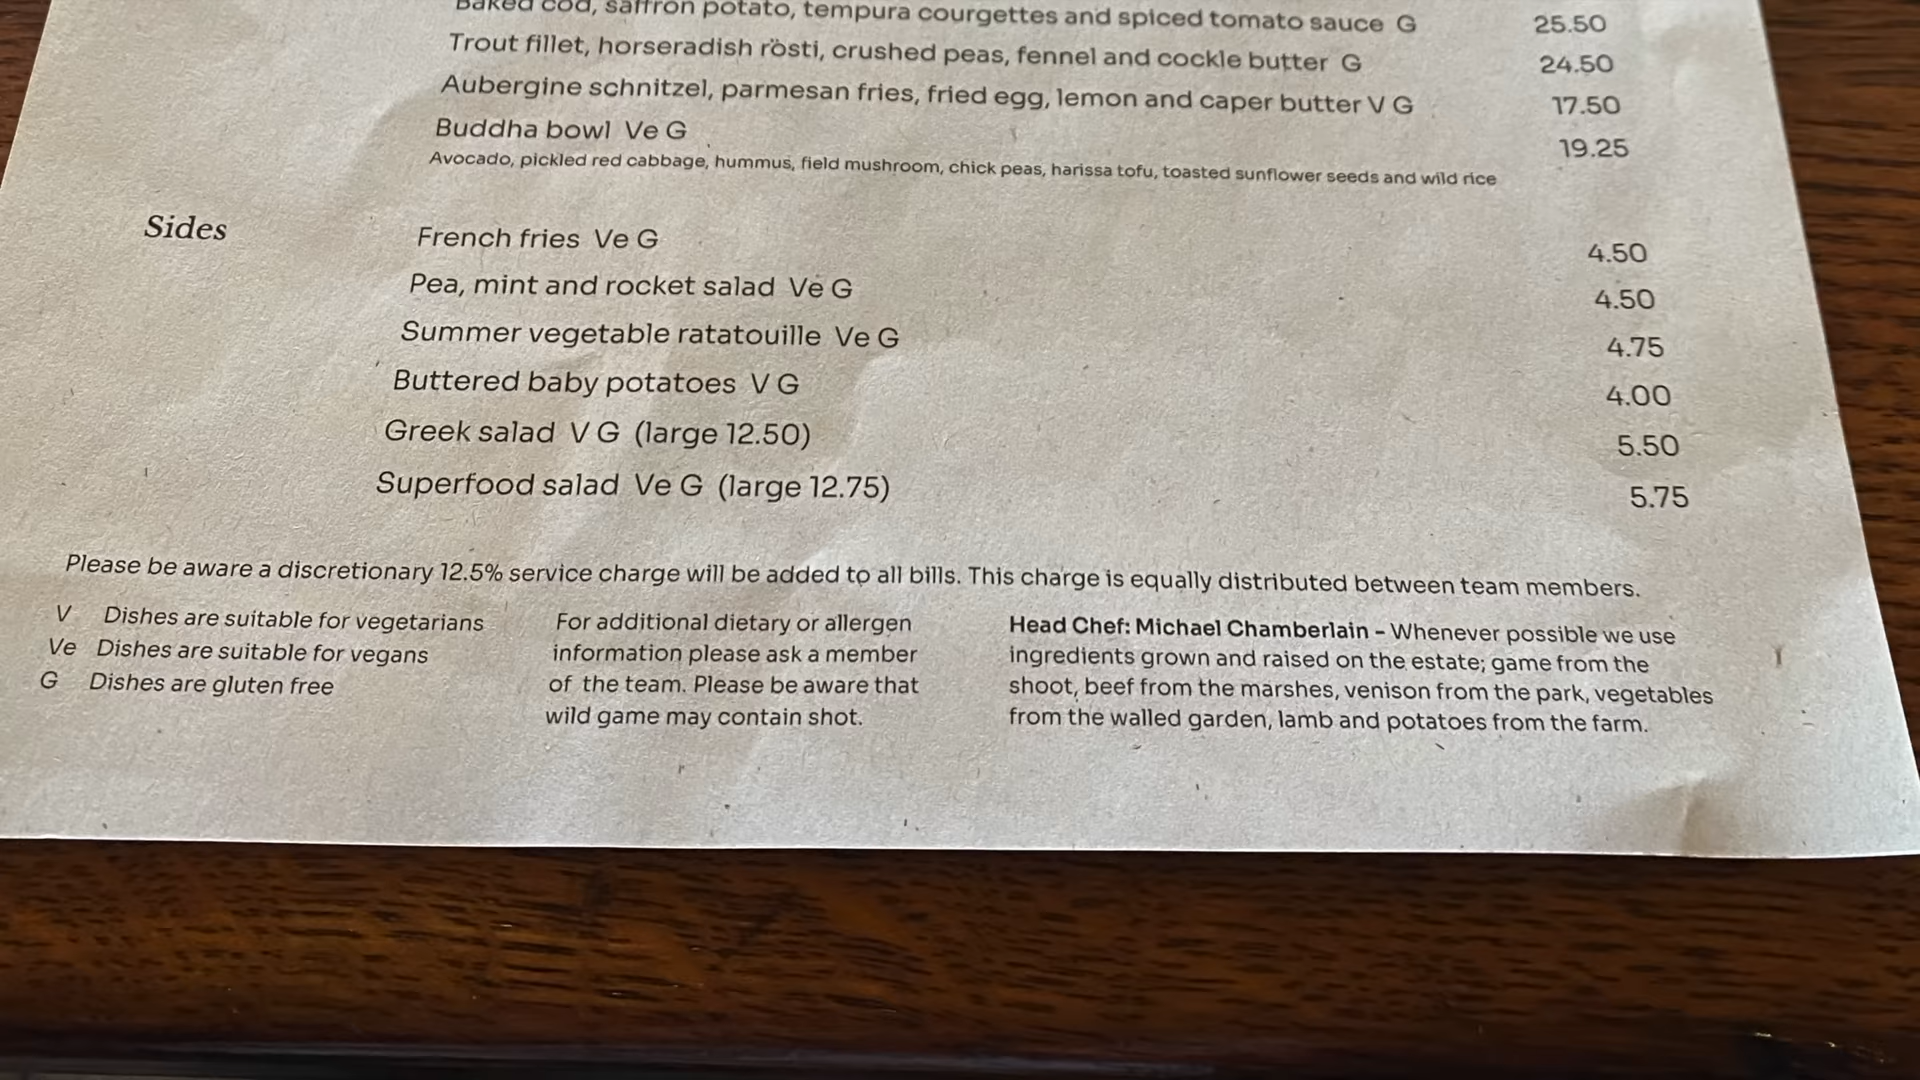 Baked cod, saffron potato, tempura courgettes and spiced tomato sauce G 25.50
Trout fillet, horseradish rösti, crushed peas, fennel and cockle butter G 24.50
Aubergine schnitzel, parmesan fries, fried egg, lemon and caper butter V G 17.50
Buddha bowl Ve G 19.25
Avocado, pickled red cabbage, hummus, field mushroom, chick peas, harissa tofu, toasted sunflower seeds and wild rice
Sides
French fries Ve G 4.50
Pea, mint and rocket salad Ve G 4.50
Summer vegetable ratatouille Ve G 4.75
Buttered baby potatoes V G 4.00
Greek salad V G (large 12.50) 5.50
Superfood salad Ve G (large 12.75) 5.75
Please be aware a discretionary 12.5% service charge will be added to all bills. This charge is equally distributed between team members.
V Dishes are suitable for vegetarians
Ve Dishes are suitable for vegans
G Dishes are gluten free
For additional dietary or allergen
information please ask a member
of the team. Please be aware that
wild game may contain shot.
Head Chef: Michael Chamberlain - Whenever possible we use
ingredients grown and raised on the estate; game from the
shoot, beef from the marshes, venison from the park, vegetables
from the walled garden, lamb and potatoes from the farm.